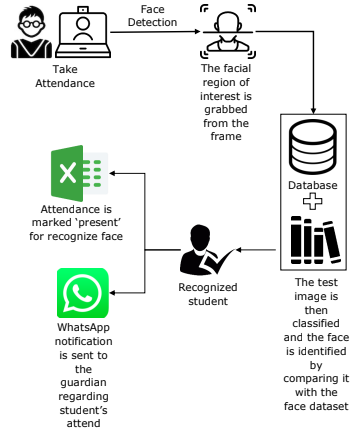 Face
Detection
Take
Attendance
The facial
region of
interest is
grabbed
from the
frame
Database
The test
image is
then
classified
and the face
is identified
by
comparing it
with the
face dataset
Recognized
student
X
Attendance is
marked ‘present’
for recognize face
WhatsApp
notification
is sent to
the
guardian
regarding
student’s
attend